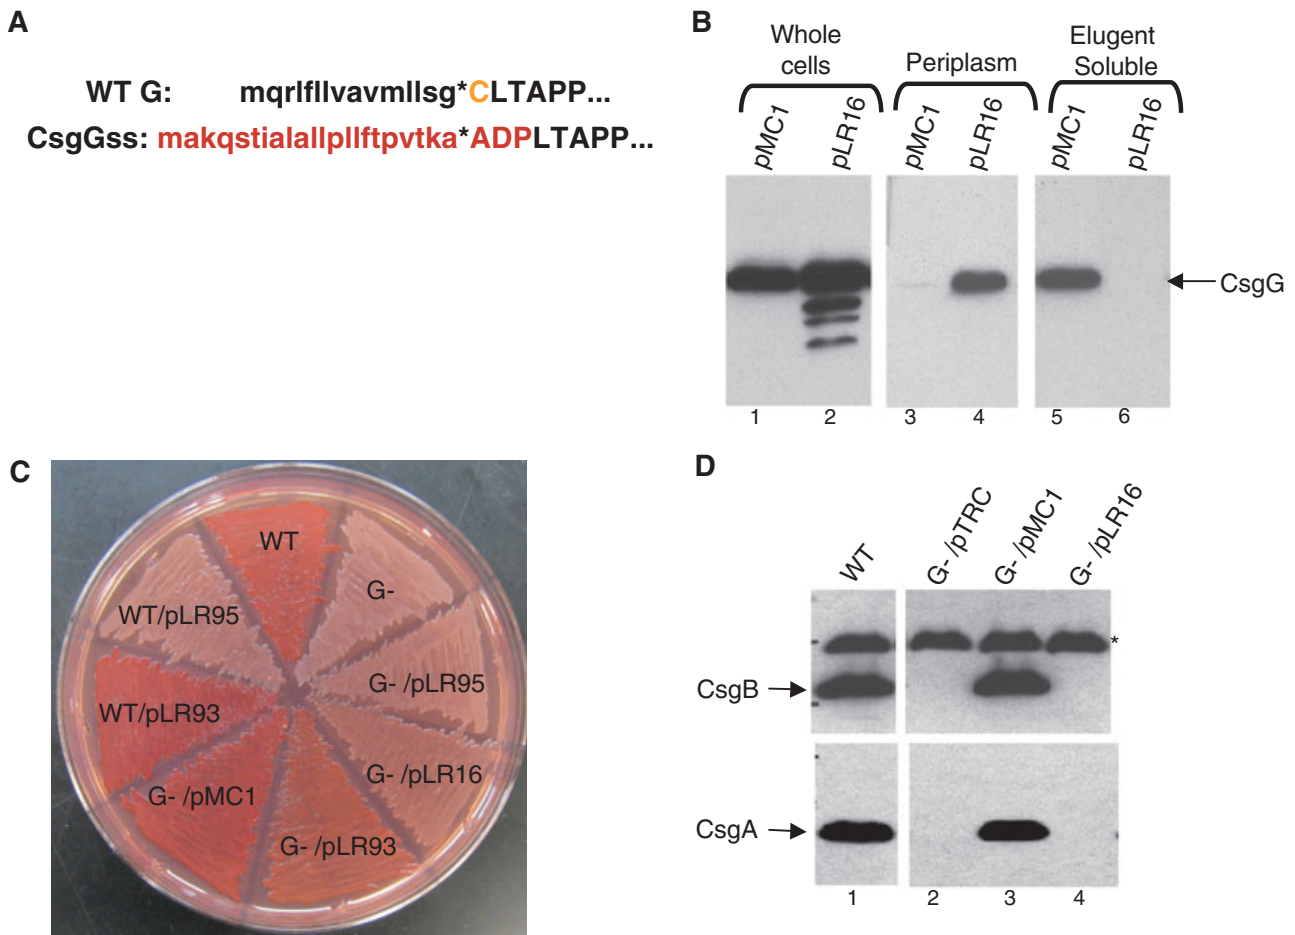 A
WT G: mqrlfllvavmllsg*CLTAPP...
CsgGss: makqstialallpllftpvtka*ADPLTAPP...
B
Whole cells
Periplasm
Elugent Soluble
pMC1 pLR16 pMC1 pLR16 pMC1 pLR16
CsgG
1 2 3 4 5 6
C
WT
G-
WT/pLR95
G- /pLR95
WT/pLR93
G- /pLR16
G- /pMC1
G- /pLR93
D
WT G- /pTRC G- /pMC1 G- /pLR16
*
CsgB
CsgA
1 2 3 4